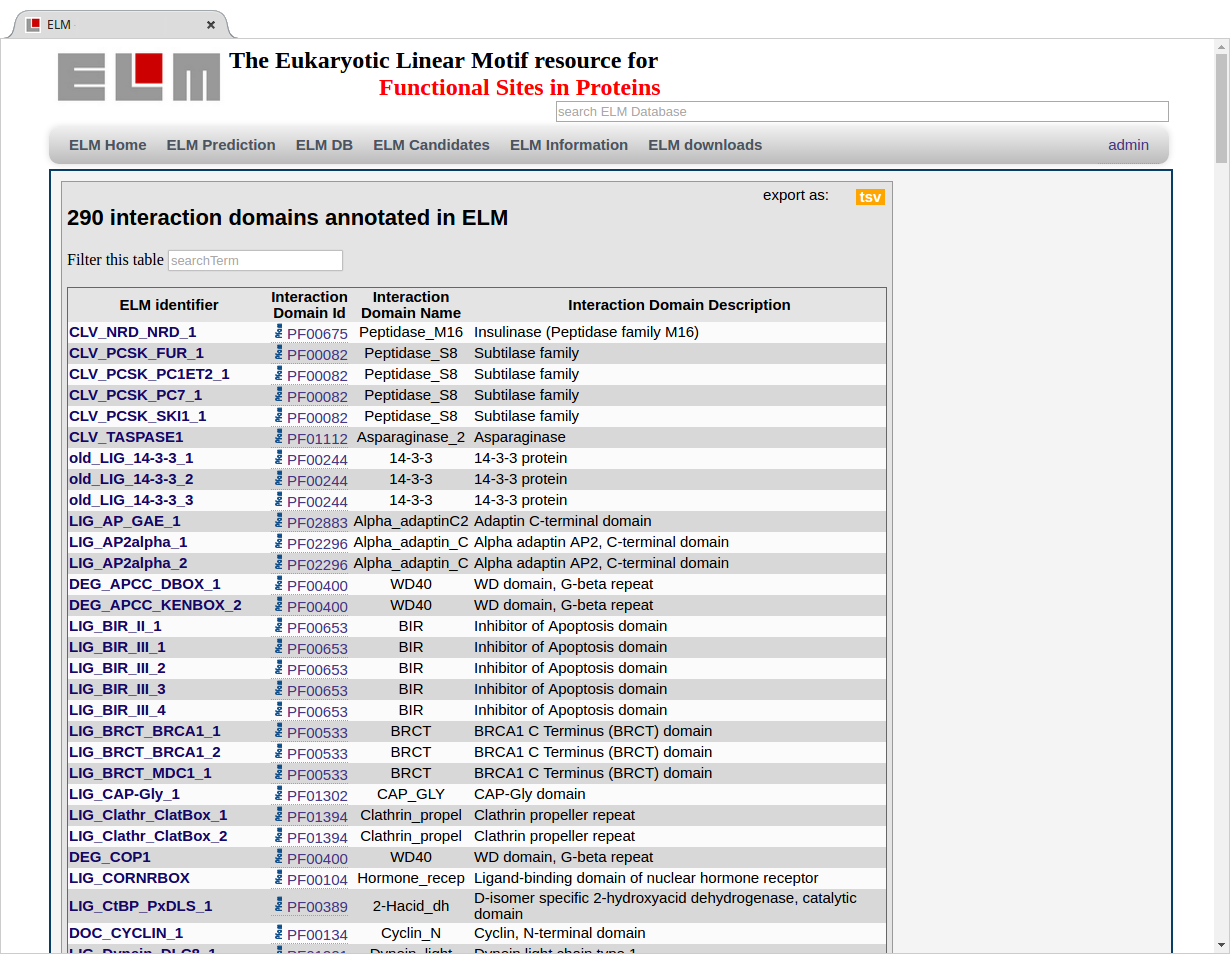 ELM
ELM The Eukaryotic Linear Motif resource for
Functional Sites in Proteins
search ELM Database
ELM Home ELM Prediction ELM DB ELM Candidates ELM Information ELM downloads admin
export as: tsv
290 interaction domains annotated in ELM
Filter this table searchTerm
ELM identifier Interaction Domain Id Interaction Domain Name Interaction Domain Description
CLV_NRD_NRD_1 PF00675 Peptidase_M16 Insulinase (Peptidase family M16)
CLV_PCSK_FUR_1 PF00082 Peptidase_S8 Subtilase family
CLV_PCSK_PC1ET2_1 PF00082 Peptidase_S8 Subtilase family
CLV_PCSK_PC7_1 PF00082 Peptidase_S8 Subtilase family
CLV_PCSK_SKI1_1 PF00082 Peptidase_S8 Subtilase family
CLV_TASPASE1 PF01112 Asparaginase_2 Asparaginase
old_LIG_14-3-3_1 PF00244 14-3-3 14-3-3 protein
old_LIG_14-3-3_2 PF00244 14-3-3 14-3-3 protein
old_LIG_14-3-3_3 PF00244 14-3-3 14-3-3 protein
LIG_AP_GAE_1 PF02883 Alpha_adaptinC2 Adaptin C-terminal domain
LIG_AP2alpha_1 PF02296 Alpha_adaptin_C Alpha adaptin AP2, C-terminal domain
LIG_AP2alpha_2 PF02296 Alpha_adaptin_C Alpha adaptin AP2, C-terminal domain
DEG_APCC_DBOX_1 PF00400 WD40 WD domain, G-beta repeat
DEG_APCC_KENBOX_2 PF00400 WD40 WD domain, G-beta repeat
LIG_BIR_II_1 PF00653 BIR Inhibitor of Apoptosis domain
LIG_BIR_III_1 PF00653 BIR Inhibitor of Apoptosis domain
LIG_BIR_III_2 PF00653 BIR Inhibitor of Apoptosis domain
LIG_BIR_III_3 PF00653 BIR Inhibitor of Apoptosis domain
LIG_BIR_III_4 PF00653 BIR Inhibitor of Apoptosis domain
LIG_BRCT_BRCA1_1 PF00533 BRCT BRCA1 C Terminus (BRCT) domain
LIG_BRCT_BRCA1_2 PF00533 BRCT BRCA1 C Terminus (BRCT) domain
LIG_BRCT_MDC1_1 PF00533 BRCT BRCA1 C Terminus (BRCT) domain
LIG_CAP-Gly_1 PF01302 CAP_GLY CAP-Gly domain
LIG_Clathr_ClatBox_1 PF01394 Clathrin_propel Clathrin propeller repeat
LIG_Clathr_ClatBox_2 PF01394 Clathrin_propel Clathrin propeller repeat
DEG_COP1 PF00400 WD40 WD domain, G-beta repeat
LIG_CORNRBOX PF00104 Hormone_recep Ligand-binding domain of nuclear hormone receptor
LIG_CtBP_PxDLS_1 PF00389 2-Hacid_dh D-isomer specific 2-hydroxyacid dehydrogenase, catalytic
domain
DOC_CYCLIN_1 PF00134 Cyclin_N Cyclin, N-terminal domain